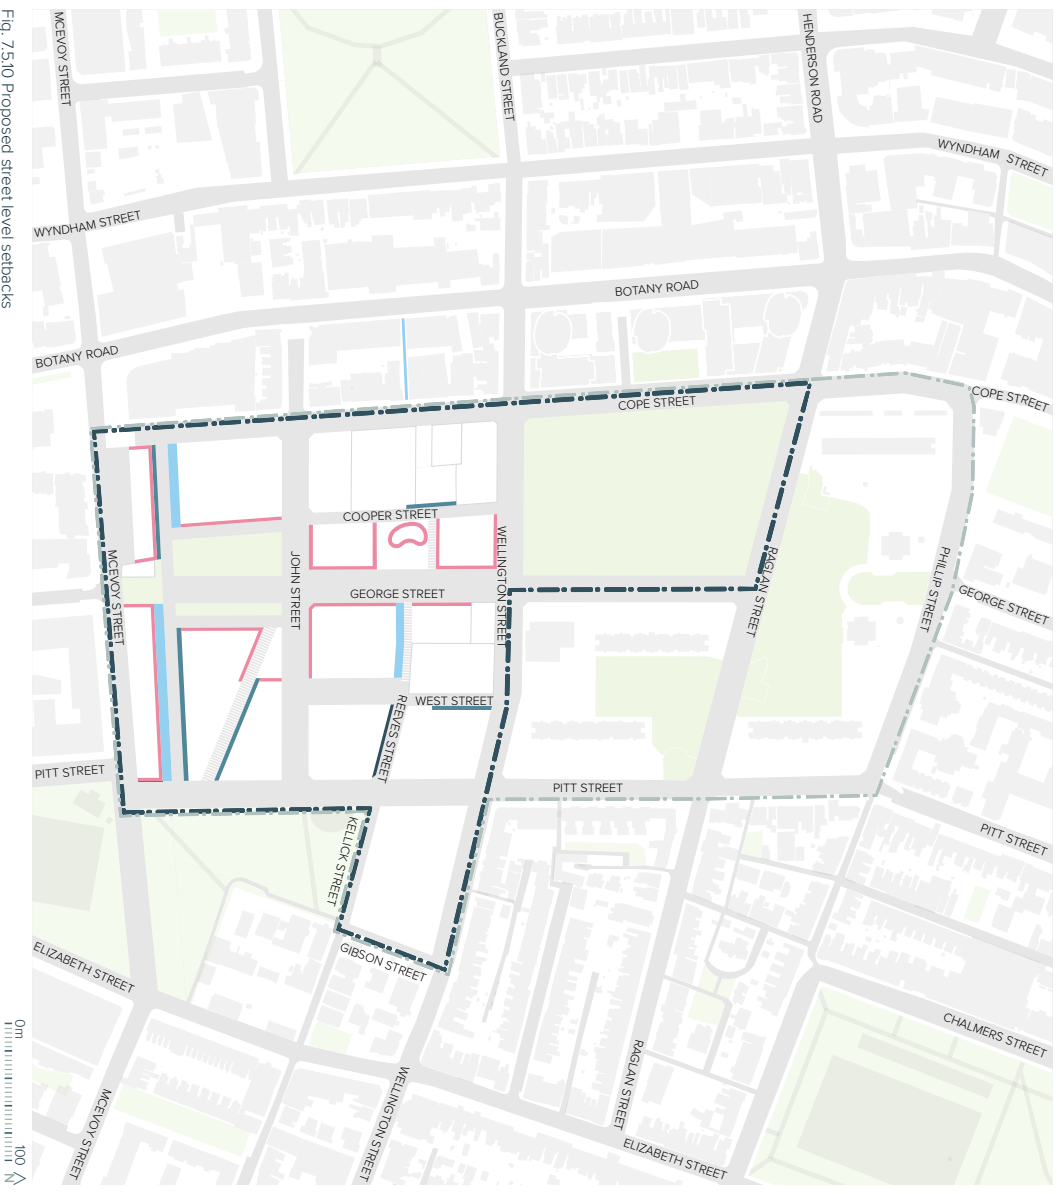 Fig. 7.5.10 Proposed street level setbacks
MCEVOY STREET
BUCKLAND STREET
HENDERSON ROAD
WYNDHAM STREET
WYNDHAM STREET
BOTANY ROAD
BOTANY ROAD
COPE STREET
COPE STREET
COOPER STREET
WELLINGTON STREET
MCEVOY STREET
JOHN STREET
GEORGE STREET
RAGLAN STREET
PHILLIP STREET
GEORGE STREET
WEST STREET
REEVES STREET
PITT STREET
PITT STREET
PITT STREET
KELLICK STREET
GIBSON STREET
ELIZABETH STREET
CHALMERS STREET
MCEVOY STREET
WELLINGTON STREET
RAGLAN STREET
ELIZABETH STREET
0m
100
N